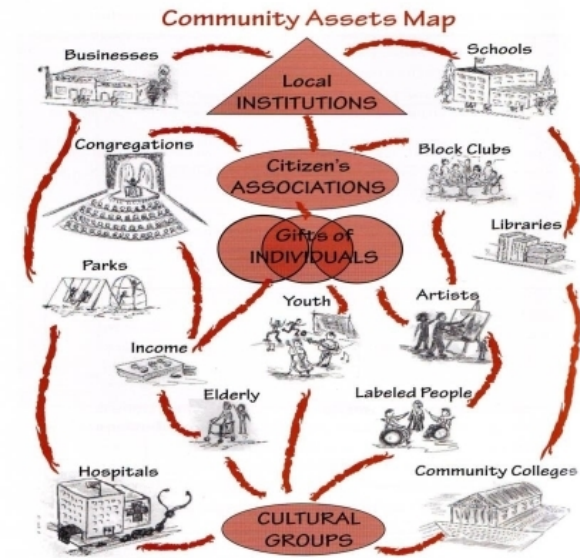 Community Assets Map
Businesses
Schools
Local
INSTITUTIONS
Congregations
Block Clubs
Citizen's
ASSOCIATIONS
Libraries
Gifts of
INDIVIDUALS
Parks
Youth
Artists
Income
Elderly
Labeled People
Hospitals
Community Colleges
CULTURAL
GROUPS